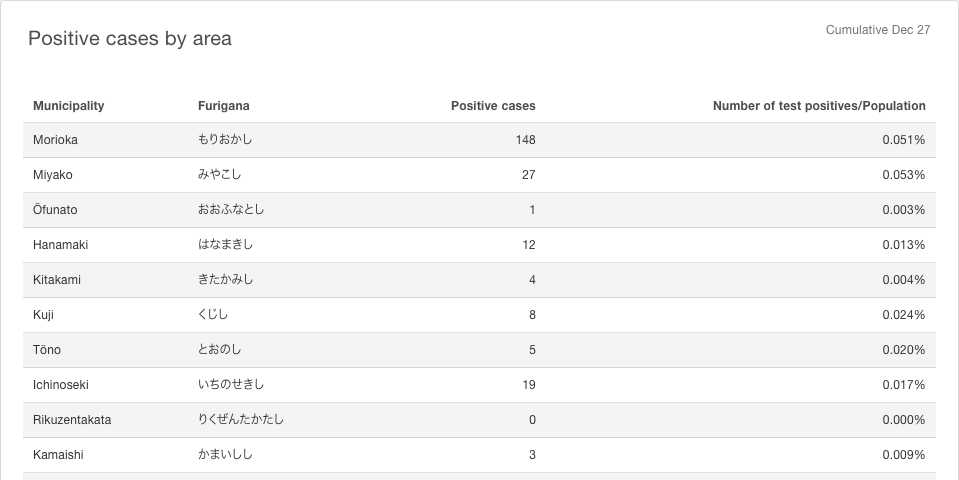 Positive cases by area
Cumulative Dec 27
Municipality Furigana Positive cases Number of test positives/Population
Morioka もりおかし 148 0.051%
Miyako みやこし 27 0.053%
Ōfunato おおふなとし 1 0.003%
Hanamaki はなまきし 12 0.013%
Kitakami きたかみし 4 0.004%
Kuji くじし 8 0.024%
Tōno とおのし 5 0.020%
Ichinoseki いちのせきし 19 0.017%
Rikuzentakata りくぜんたかたし 0 0.000%
Kamaishi かまいしし 3 0.009%